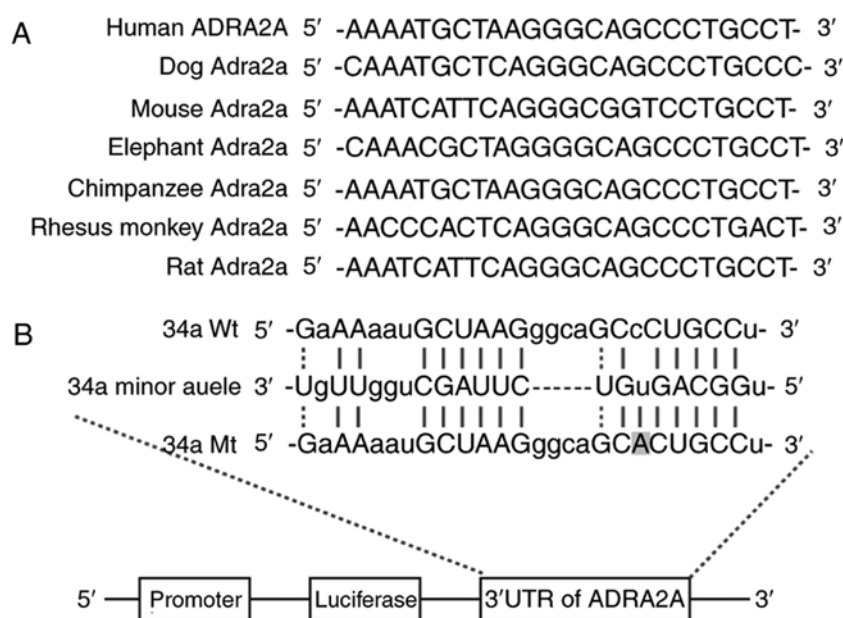 A
Human ADRA2A 5′ -AAAATGCTAAGGGCAGCCCTGCCT- 3′
Dog Adra2a 5′ -CAAATGCTCAGGGCAGCCCTGCCC- 3′
Mouse Adra2a 5′ -AAATCATTCAGGGCGGTCCTGCCT- 3′
Elephant Adra2a 5′ -CAAACGCTAGGGGCAGCCCTGCCT- 3′
Chimpanzee Adra2a 5′ -AAAATGCTAAGGGCAGCCCTGCCT- 3′
Rhesus monkey Adra2a 5′ -AACCCACTCAGGGCAGCCCTGACT- 3′
Rat Adra2a 5′ -AAATCATTCAGGGCAGCCCTGCCT- 3′
B
34a Wt 5′ -GaAAaauGCUAAGggcaGCcCUGCCu- 3′
34a minor auele 3′ -UgUUgguCGAUUC-----UGuGACGGu- 5′
34a Mt 5′ -GaAAaauGCUAAGggcaGCACUGCCu- 3′
5′ Promoter Luciferase 3′UTR of ADRA2A 3′